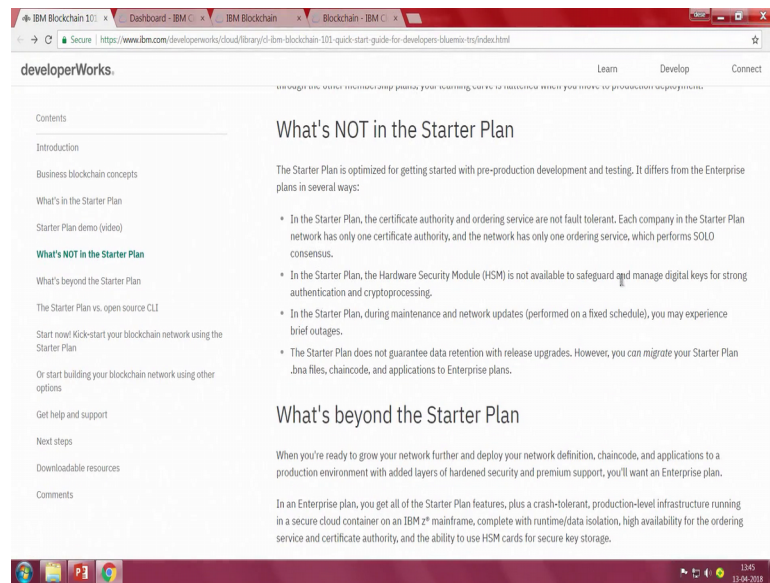 IBM Blockchain 101
Dashboard - IBM C
IBM Blockchain
Blockchain - IBM C
Secure | https://www.ibm.com/developerworks/cloud/library/cl-ibm-blockchain-101-quick-start-guide-for-developers-bluemix-trs/index.html
developerWorks.
Learn Develop Connect
through the other membership plans, your learning curve is flattened when you move to production deployment.
Contents
Introduction
Business blockchain concepts
What's in the Starter Plan
Starter Plan demo (video)
What's NOT in the Starter Plan
What's beyond the Starter Plan
The Starter Plan vs. open source CLI
Start now! Kick-start your blockchain network using the
Starter Plan
Or start building your blockchain network using other
options
Get help and support
Next steps
Downloadable resources
Comments
What's NOT in the Starter Plan
The Starter Plan is optimized for getting started with pre-production development and testing. It differs from the Enterprise
plans in several ways:
• In the Starter Plan, the certificate authority and ordering service are not fault tolerant. Each company in the Starter Plan
network has only one certificate authority, and the network has only one ordering service, which performs SOLO
consensus.
• In the Starter Plan, the Hardware Security Module (HSM) is not available to safeguard and manage digital keys for strong
authentication and cryptoprocessing.
• In the Starter Plan, during maintenance and network updates (performed on a fixed schedule), you may experience
brief outages.
• The Starter Plan does not guarantee data retention with release upgrades. However, you can migrate your Starter Plan
.bna files, chaincode, and applications to Enterprise plans.
What's beyond the Starter Plan
When you're ready to grow your network further and deploy your network definition, chaincode, and applications to a
production environment with added layers of hardened security and premium support, you'll want an Enterprise plan.
In an Enterprise plan, you get all of the Starter Plan features, plus a crash-tolerant, production-level infrastructure running
in a secure cloud container on an IBM z® mainframe, complete with runtime/data isolation, high availability for the ordering
service and certificate authority, and the ability to use HSM cards for secure key storage.
13:45
13-04-2018